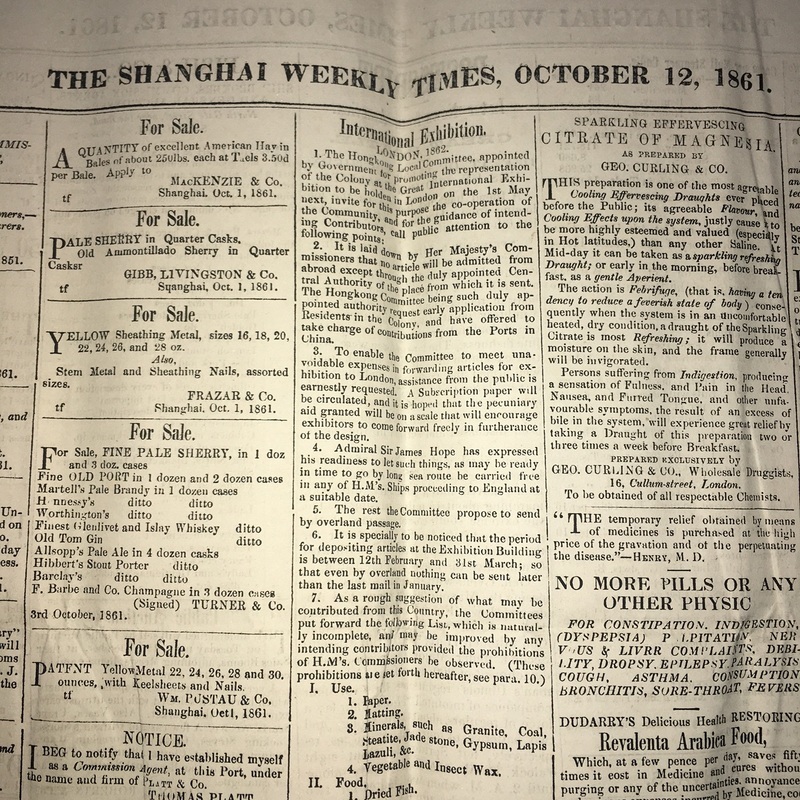 THE SHANGHAI WEEKLY TIMES, OCTOBER 12, 1861.
For Sale.
A QUANTITY of excellent American Hay in
Bales of about 250lbs. each at Taels 3.50d
per Bale. Apply to
MacKENZIE & Co.
tf Shanghai. Oct. 1, 1861.
For Sale.
PALE SHERRY in Quarter Casks.
Old Ammontillado Sherry in Quarter
Casksr
GIBB, LIVINGSTON & Co.
tf Sqanghai, Oct. 1, 1861.
For Sale.
YELLOW Sheathing Metal, sizes 16, 18, 20,
22, 24, 26, and 28 oz.
Also,
Stem Metal and Sheathing Nails, assorted
sizes.
FRAZAR & Co.
tf Shanghai. Oct. 1, 1861.
For Sale.
For Sale, FINE PALE SHERRY, in 1 doz
and 3 doz. cases
Fine OLD PORT in 1 dozen and 2 dozen cases
Martell's Pale Brandy in 1 dozen cases
H nnessy's ditto ditto
Worthington's ditto ditto
Finest Glenlivet and Islay Whiskey ditto
Old Tom Gin ditto
Allsopp's Pale Ale in 4 dozen casks
Hibbert's Stout Porter ditto
Barclay's ditto ditto
F. Barbe and Co. Champagne in 3 dozen cases
(Signed) TURNER & Co.
3rd October, 1861.
For Sale.
PATENT Yellow Metal 22, 24, 26, 28 and 30.
ounces, with Keelsheets and Nails.
tf Wm. PUSTAU & Co,
Shanghai, Oct1, 1861.
NOTICE.
I BEG to notify that I have established myself
as a Commission Agent, at this Port, under
the name and firm of PLATT & Co.
THOMAS PLATT
International Exhibition.
LONDON, 1862.
1. The Hongkong Local Committee, appointed
by Government for promoting the representation
of the Colony at the Great International Exhi-
bition to be holden in London on the 1st May
next, invite for this purpose the co-operation of
the Community, and for the guidance of intend-
ing Contributors, call public attention to the
following points:
2. It is laid down by Her Majesty's Com-
missioners that no article will be admitted from
abroad except through the duly appointed Cen-
tral Authority of the place from which it is sent.
The Hongkong Committee being such duly ap-
pointed authority request early application from
Residents in the Colony, and have offered to
take charge of contributions from the Ports in
China.
3. To enable the Committee to meet una-
voidable expenses in forwarding articles for ex-
hibition to London, assistance from the public is
earnestly requested. A Subscription paper will
be circulated, and it is hoped that the pecuniary
aid granted will be on a scale that will encourage
exhibitors to come forward freely in furtherance
of the design.
4. Admiral Sir James Hope has expressed
his readiness to let such things, as may be ready
in time to go by long sea route be carried free
in any of H.M's. Ships proceeding to England at
a suitable date.
5. The rest the Committee propose to send
by overland passage.
6. It is specially to be noticed that the period
for depositing articles at the Exhibition Building
is between 12th February and 31st March; so
that even by overland nothing can be sent later
than the last mail in January.
7. As a rough suggestion of what may be
contributed from this Country, the Committees
put forward the following List, which is natural-
ly incomplete, and may be improved by any
intending contributors provided the prohibitions
of H.M's. Commissioners be observed. (These
prohibitions are set forth hereafter, see para. 10.)
I. Use.
1. Paper.
2. Matting.
3. Minerals, such as Granite, Coal,
Steatite, Jade stone, Gypsum, Lapis
Lazuli, &c.
4. Vegetable and Insect Wax.
II. Food.
1. Dried Fish.
SPARKLING EFFERVESCING
CITRATE OF MAGNESIA.
AS PREPARED BY
GEO. CURLING & CO.
THIS preparation is one of the most agreeable
Cooling Effervescing Draughts ever placed
before the Public; its agreeable Flavour, and
Cooling Effects upon the system, justly cause it to
be more highly esteemed and valued (especially
in Hot latitudes,) than any other Saline. At
Mid-day it can be taken as a sparkling refreshing
Draught; or early in the morning, before break-
fast, as a gentle Aperient.
The action is Febrifuge, (that is, having a ten
dency to reduce a feverish state of body) conse-
quently when the system is in an Uncomfortable
heated, dry condition, a draught of the Sparkling
Citrate is most Refreshing; it will produce a
moisture on the skin, and the frame generally
will be invigorated.
Persons suffering from Indigestion, producing
a sensation of Fulness, and Pain in the Head,
Nausea, and Furred Tongue, and other unfa-
vourable symptoms, the result of an excess of
bile in the system, will experience great relief by
taking a Draught of this preparation two or
three times a week before Breakfast.
PREPARED EXCLUSIVELY BY
GEO. CURLING & CO., Wholesale Druggists,
16, Cullum-street, London.
To be obtained of all respectable Chemists.
"THE temporary relief obtained by means
of medicines is purchased at the high
price of the gravation of the perpetuating
the disease."—HENRY, M. D.
NO MORE PILLS OR ANY
OTHER PHYSIC
FOR CONSTIPATION. INDIGESTION,
(DYSPEPSIA) P LPITATION. NER
V US & LIVRR COMPLAISTS, DEBI-
LITY, DROPSY. EPILEPSY. PARALYSIS
COUGH, ASTHMA. CONSUMPTION
BRONCHITIS, SORE-THROAT, FEVERS
DUDARRY'S Delicious Health RESTORING
Revalenta Arabica Food,
Which, at a few pence per day, saves fifty
times it eost in Medicine and cures without
purging or any of the uncertainties, annoyance